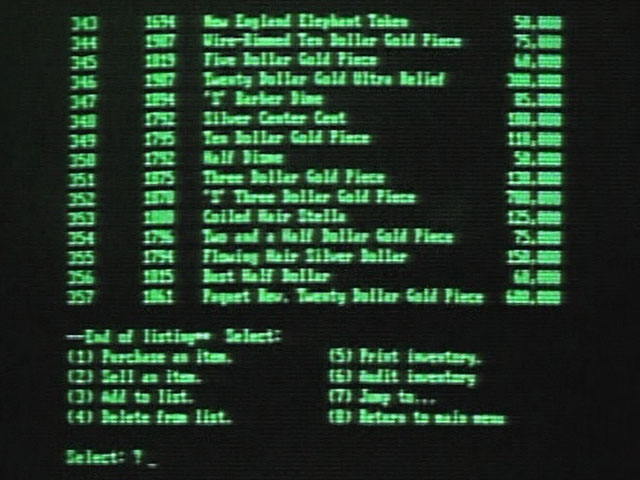 343 1694 New England Elephant Token 50,000
344 1907 Wire-Rimmed Ten Dollar Gold Piece 75,000
345 1819 Five Dollar Gold Piece 60,000
346 1907 Twenty Dollar Gold Ultra Relief 300,000
347 1894 "S" Barber Dime 85,000
348 1792 Silver Center Cent 100,000
349 1795 Ten Dollar Gold Piece 110,000
350 1792 Half Disme 50,000
351 1875 Three Dollar Gold Piece 130,000
352 1870 "S" Three Dollar Gold Piece 700,000
353 1880 Coiled Hair Stella 125,000
354 1796 Two and a Half Dollar Gold Piece 75,000
355 1794 Flowing Hair Silver Dollar 150,000
356 1815 Bust Half Dollar 60,000
357 1861 Paquet Rev. Twenty Dollar Gold Piece 600,000
--End of listing-- Select:
(1) Purchase an item. (5) Print inventory.
(2) Sell an item. (6) Audit inventory
(3) Add to list. (7) Jump to...
(4) Delete from list. (8) Return to main menu
Select: ? _